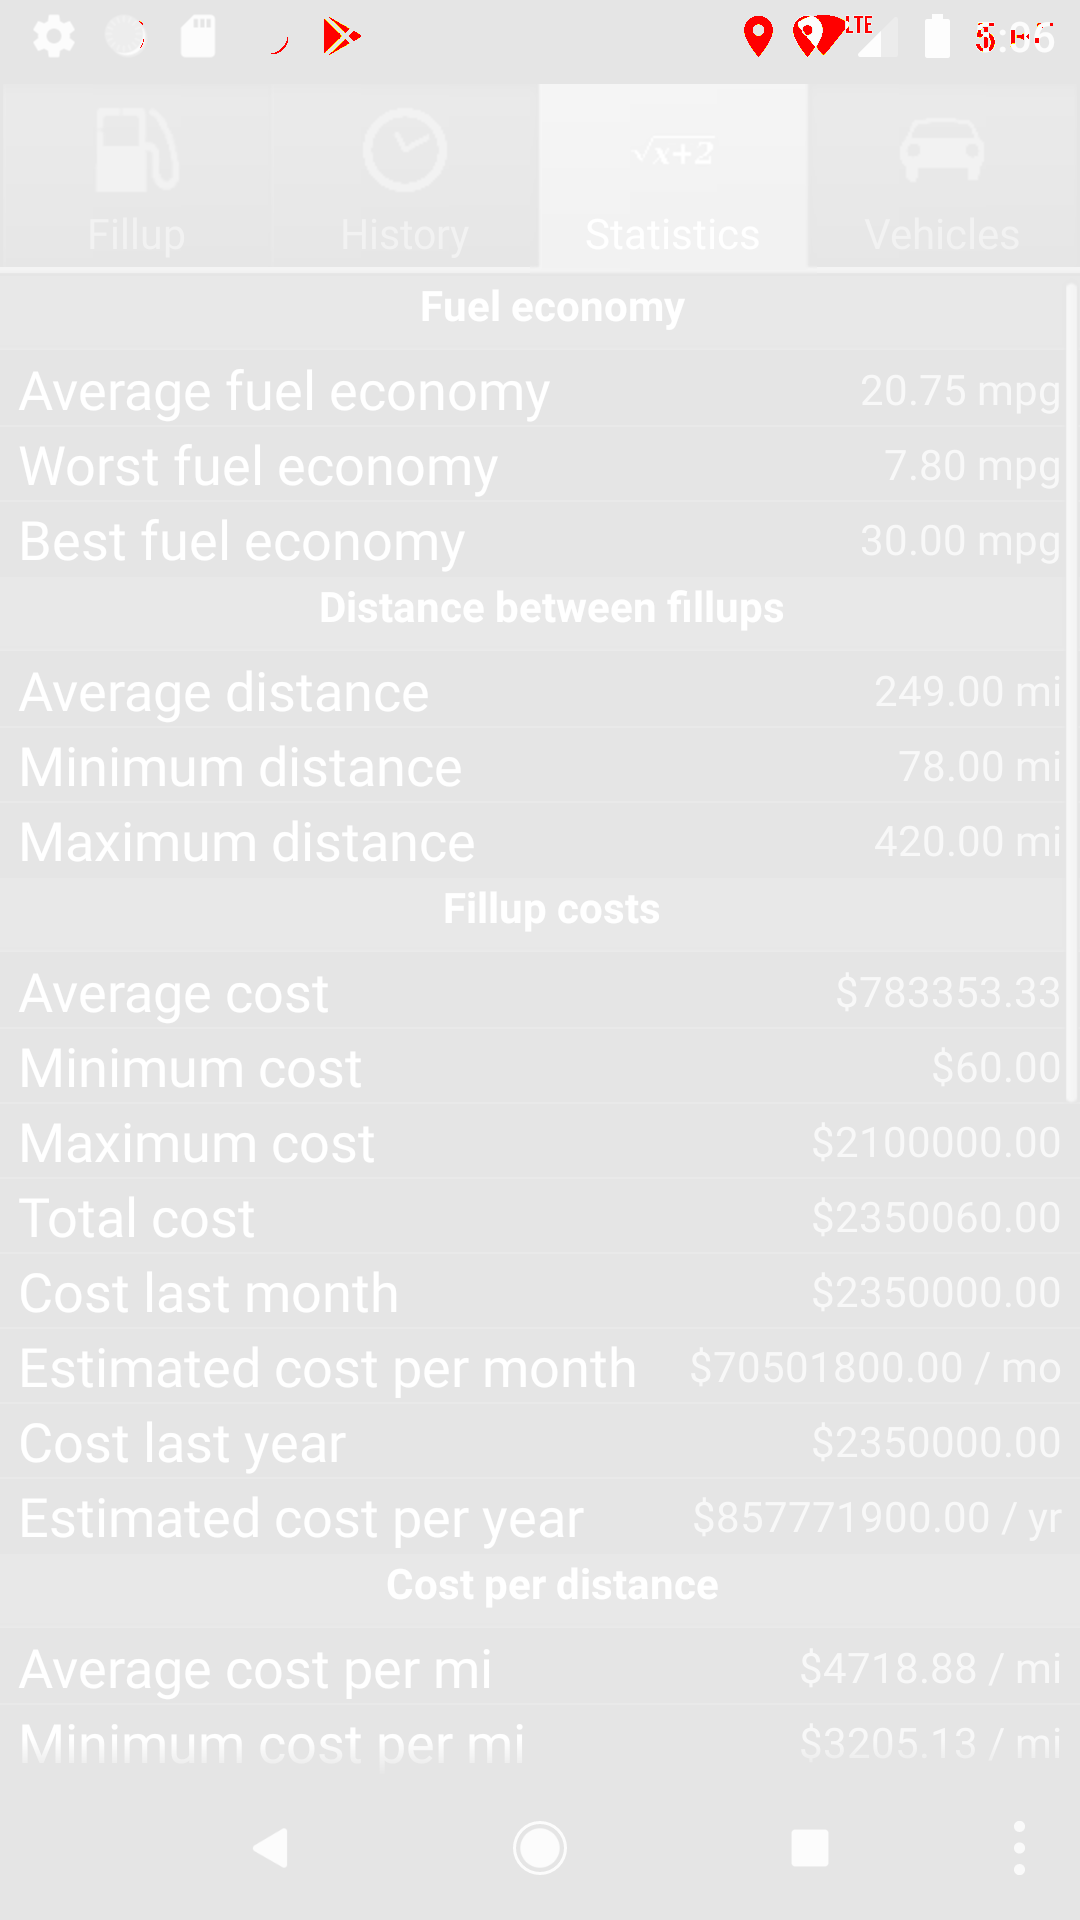 LTE
Fillup
History
√x+2
Statistics
Vehicles
Fuel economy
Average fuel economy 20.75 mpg
Worst fuel economy 7.80 mpg
Best fuel economy 30.00 mpg
Distance between fillups
Average distance 249.00 mi
Minimum distance 78.00 mi
Maximum distance 420.00 mi
Fillup costs
Average cost $783353.33
Minimum cost $60.00
Maximum cost $2100000.00
Total cost $2350060.00
Cost last month $2350000.00
Estimated cost per month $70501800.00 / mo
Cost last year $2350000.00
Estimated cost per year $857771900.00 / yr
Cost per distance
Average cost per mi $4718.88 / mi
Minimum cost per mi $3205.13 / mi